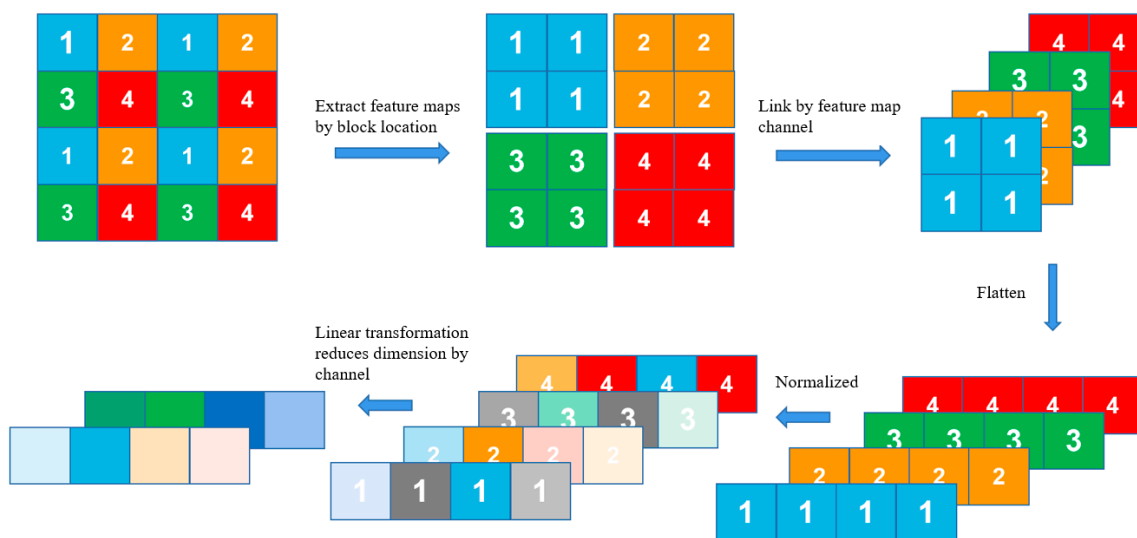 1 2 1 2
3 4 3 4
1 2 1 2
3 4 3 4
Extract feature maps
by block location
1 1 2 2
1 1 2 2
3 3 4 4
3 3 4 4
Link by feature map
channel
4 4
3 3 4
2 2 3
1 1 2
1 1
Flatten
4 4 4 4
3 3 3 3
2 2 2 2
1 1 1 1
Normalized
4 4 4 4
3 3 3 3
2 2 2 2
1 1 1 1
Linear transformation
reduces dimension by
channel